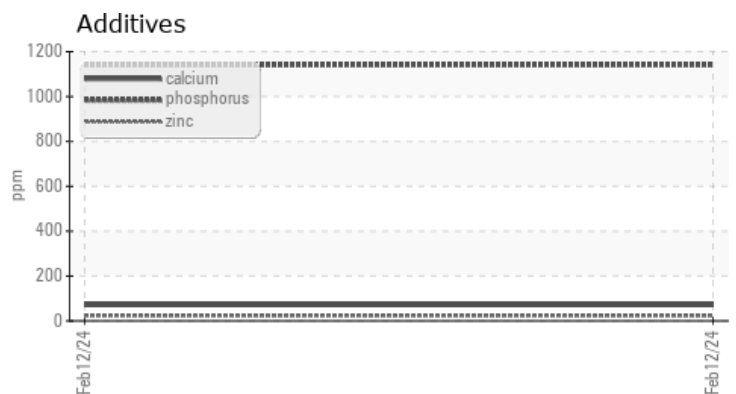 Additives
1200
1000
800
600
400
200
0
ppm
calcium
phosphorus
zinc
Feb12/24
Feb12/24